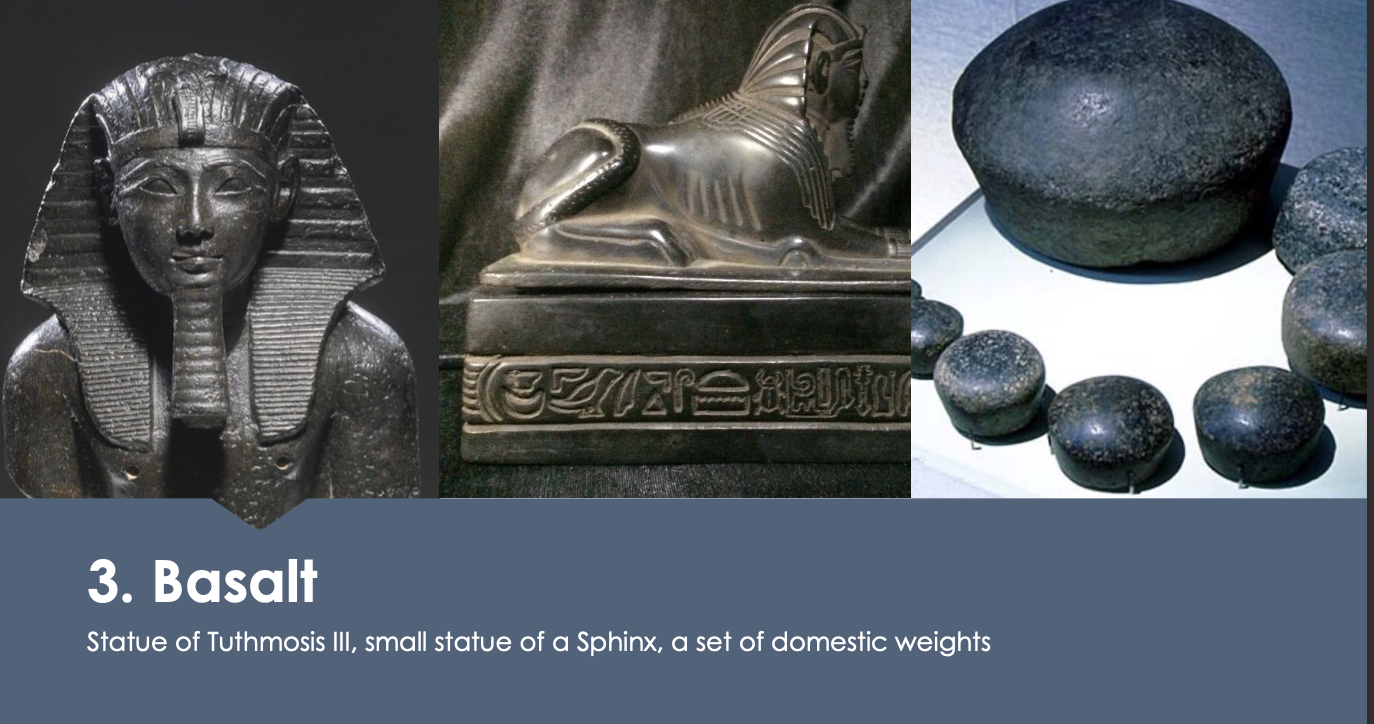 3. Basalt
Statue of Tuthmosis III, small statue of a Sphinx, a set of domestic weights